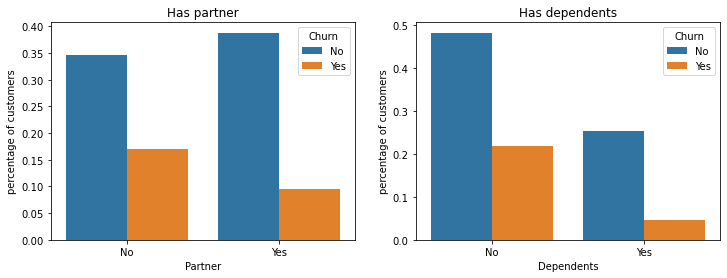 Has partner
percentage of customers
0.40
0.35
0.30
0.25
0.20
0.15
0.10
0.05
0.00
Churn
No
Yes
No
Yes
Partner
Has dependents
percentage of customers
0.5
0.4
0.3
0.2
0.1
0.0
Churn
No
Yes
No
Yes
Dependents